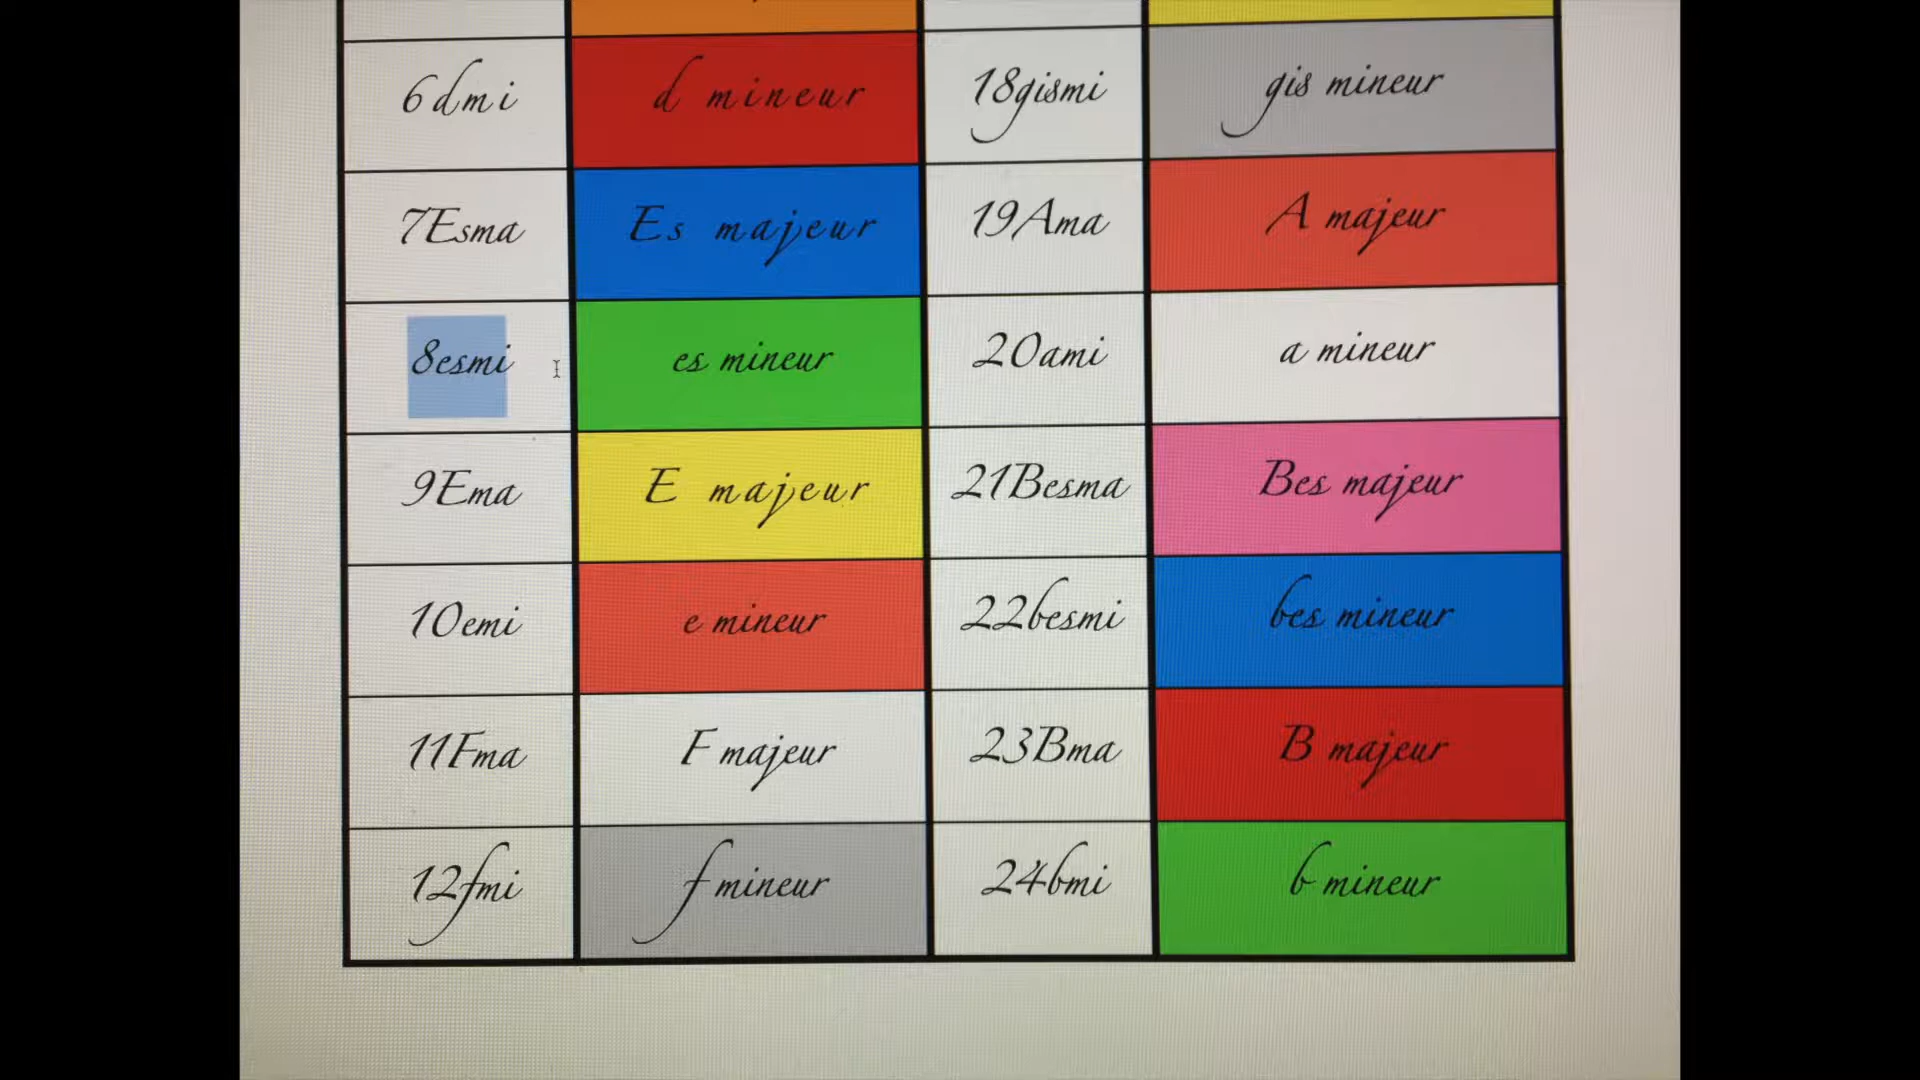 6dmi d mineur 18gismi gis mineur
7Esma Es majeur 19Ama A majeur
8esmi es mineur 20ami a mineur
9Ema E majeur 21Besma Bes majeur
10emi e mineur 22besmi bes mineur
11Fma F majeur 23Bma B majeur
12fmi f mineur 24bmi b mineur